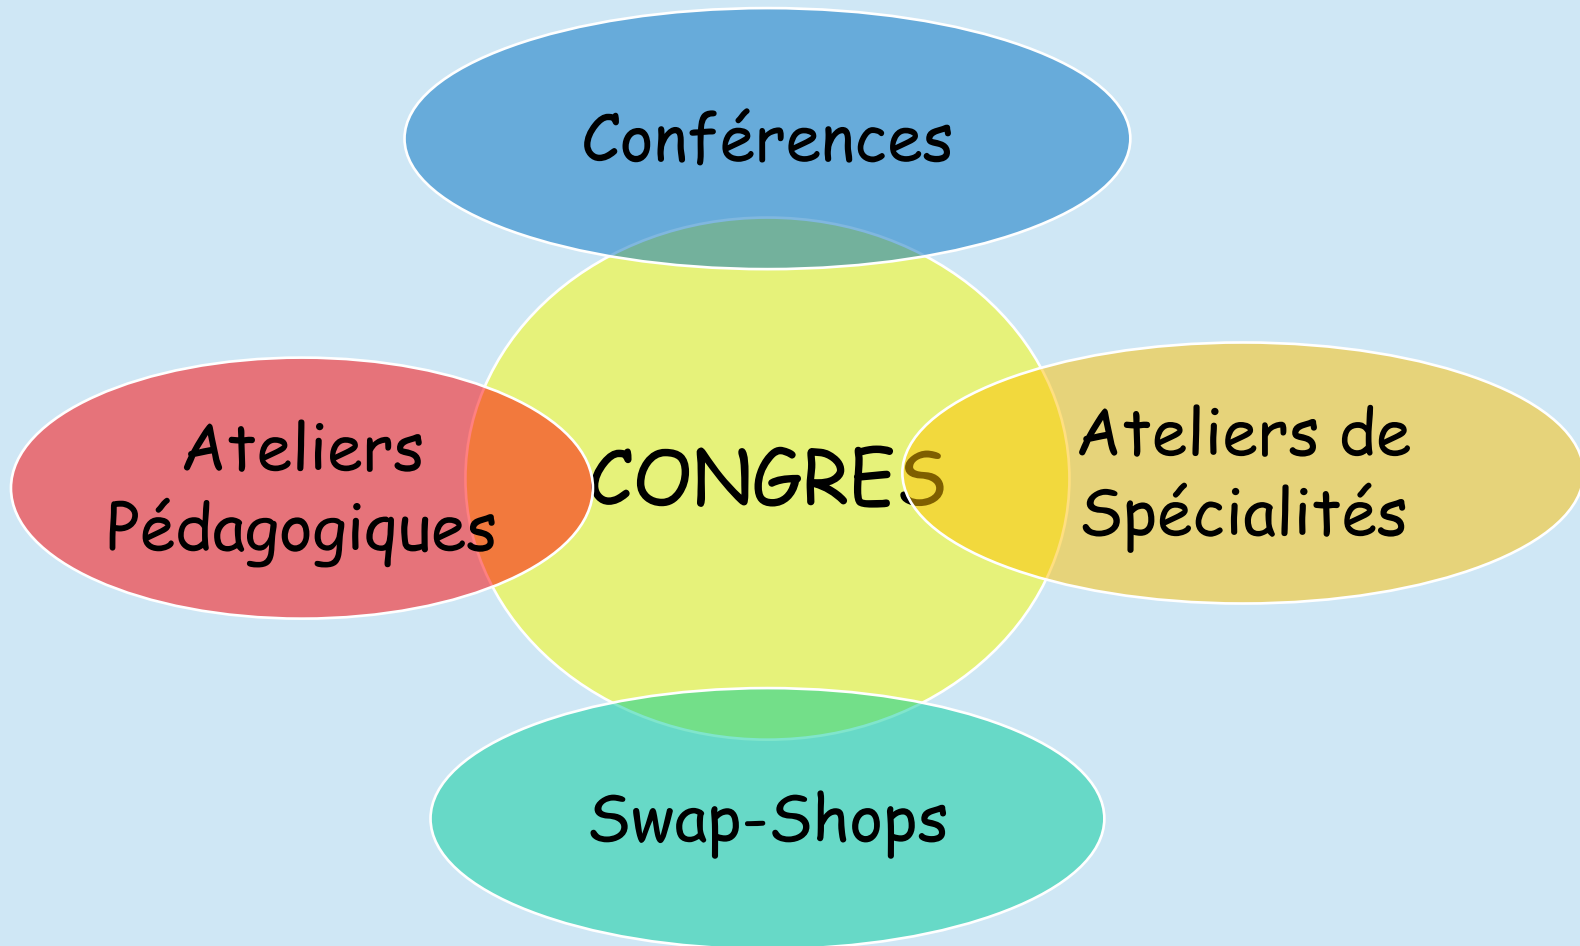 Conférences
Ateliers
Pédagogiques
CONGRES
Ateliers de
Spécialités
Swap-Shops